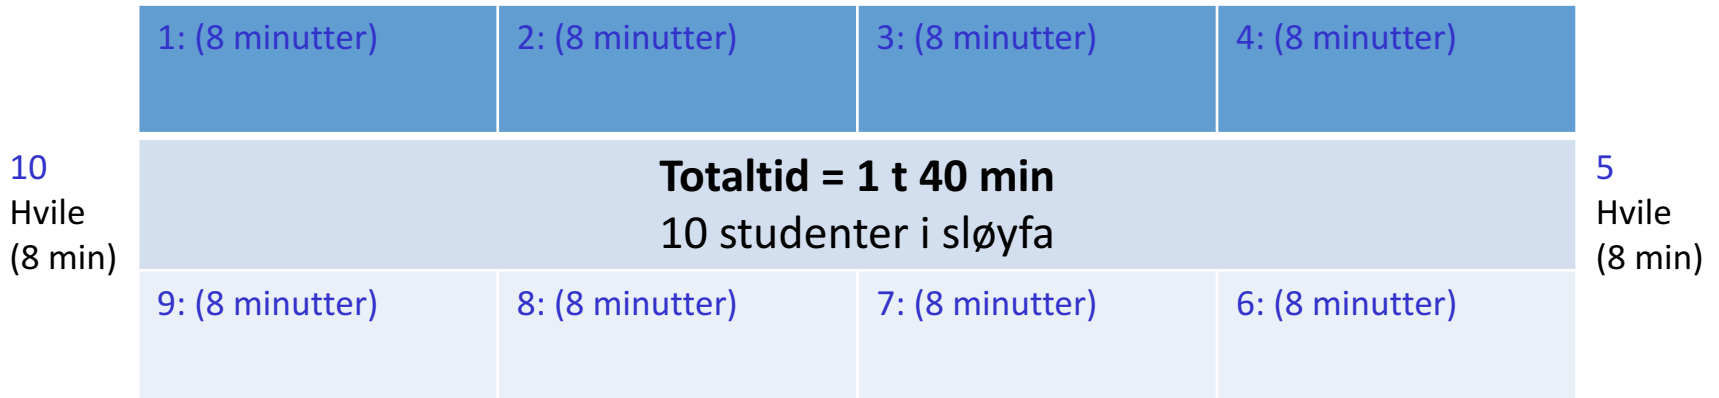 1: (8 minutter)
2: (8 minutter)
3: (8 minutter)
4: (8 minutter)
10
Hvile
(8 min)
Totaltid = 1 t 40 min
10 studenter i sløyfa
5
Hvile
(8 min)
9: (8 minutter)
8: (8 minutter)
7: (8 minutter)
6: (8 minutter)